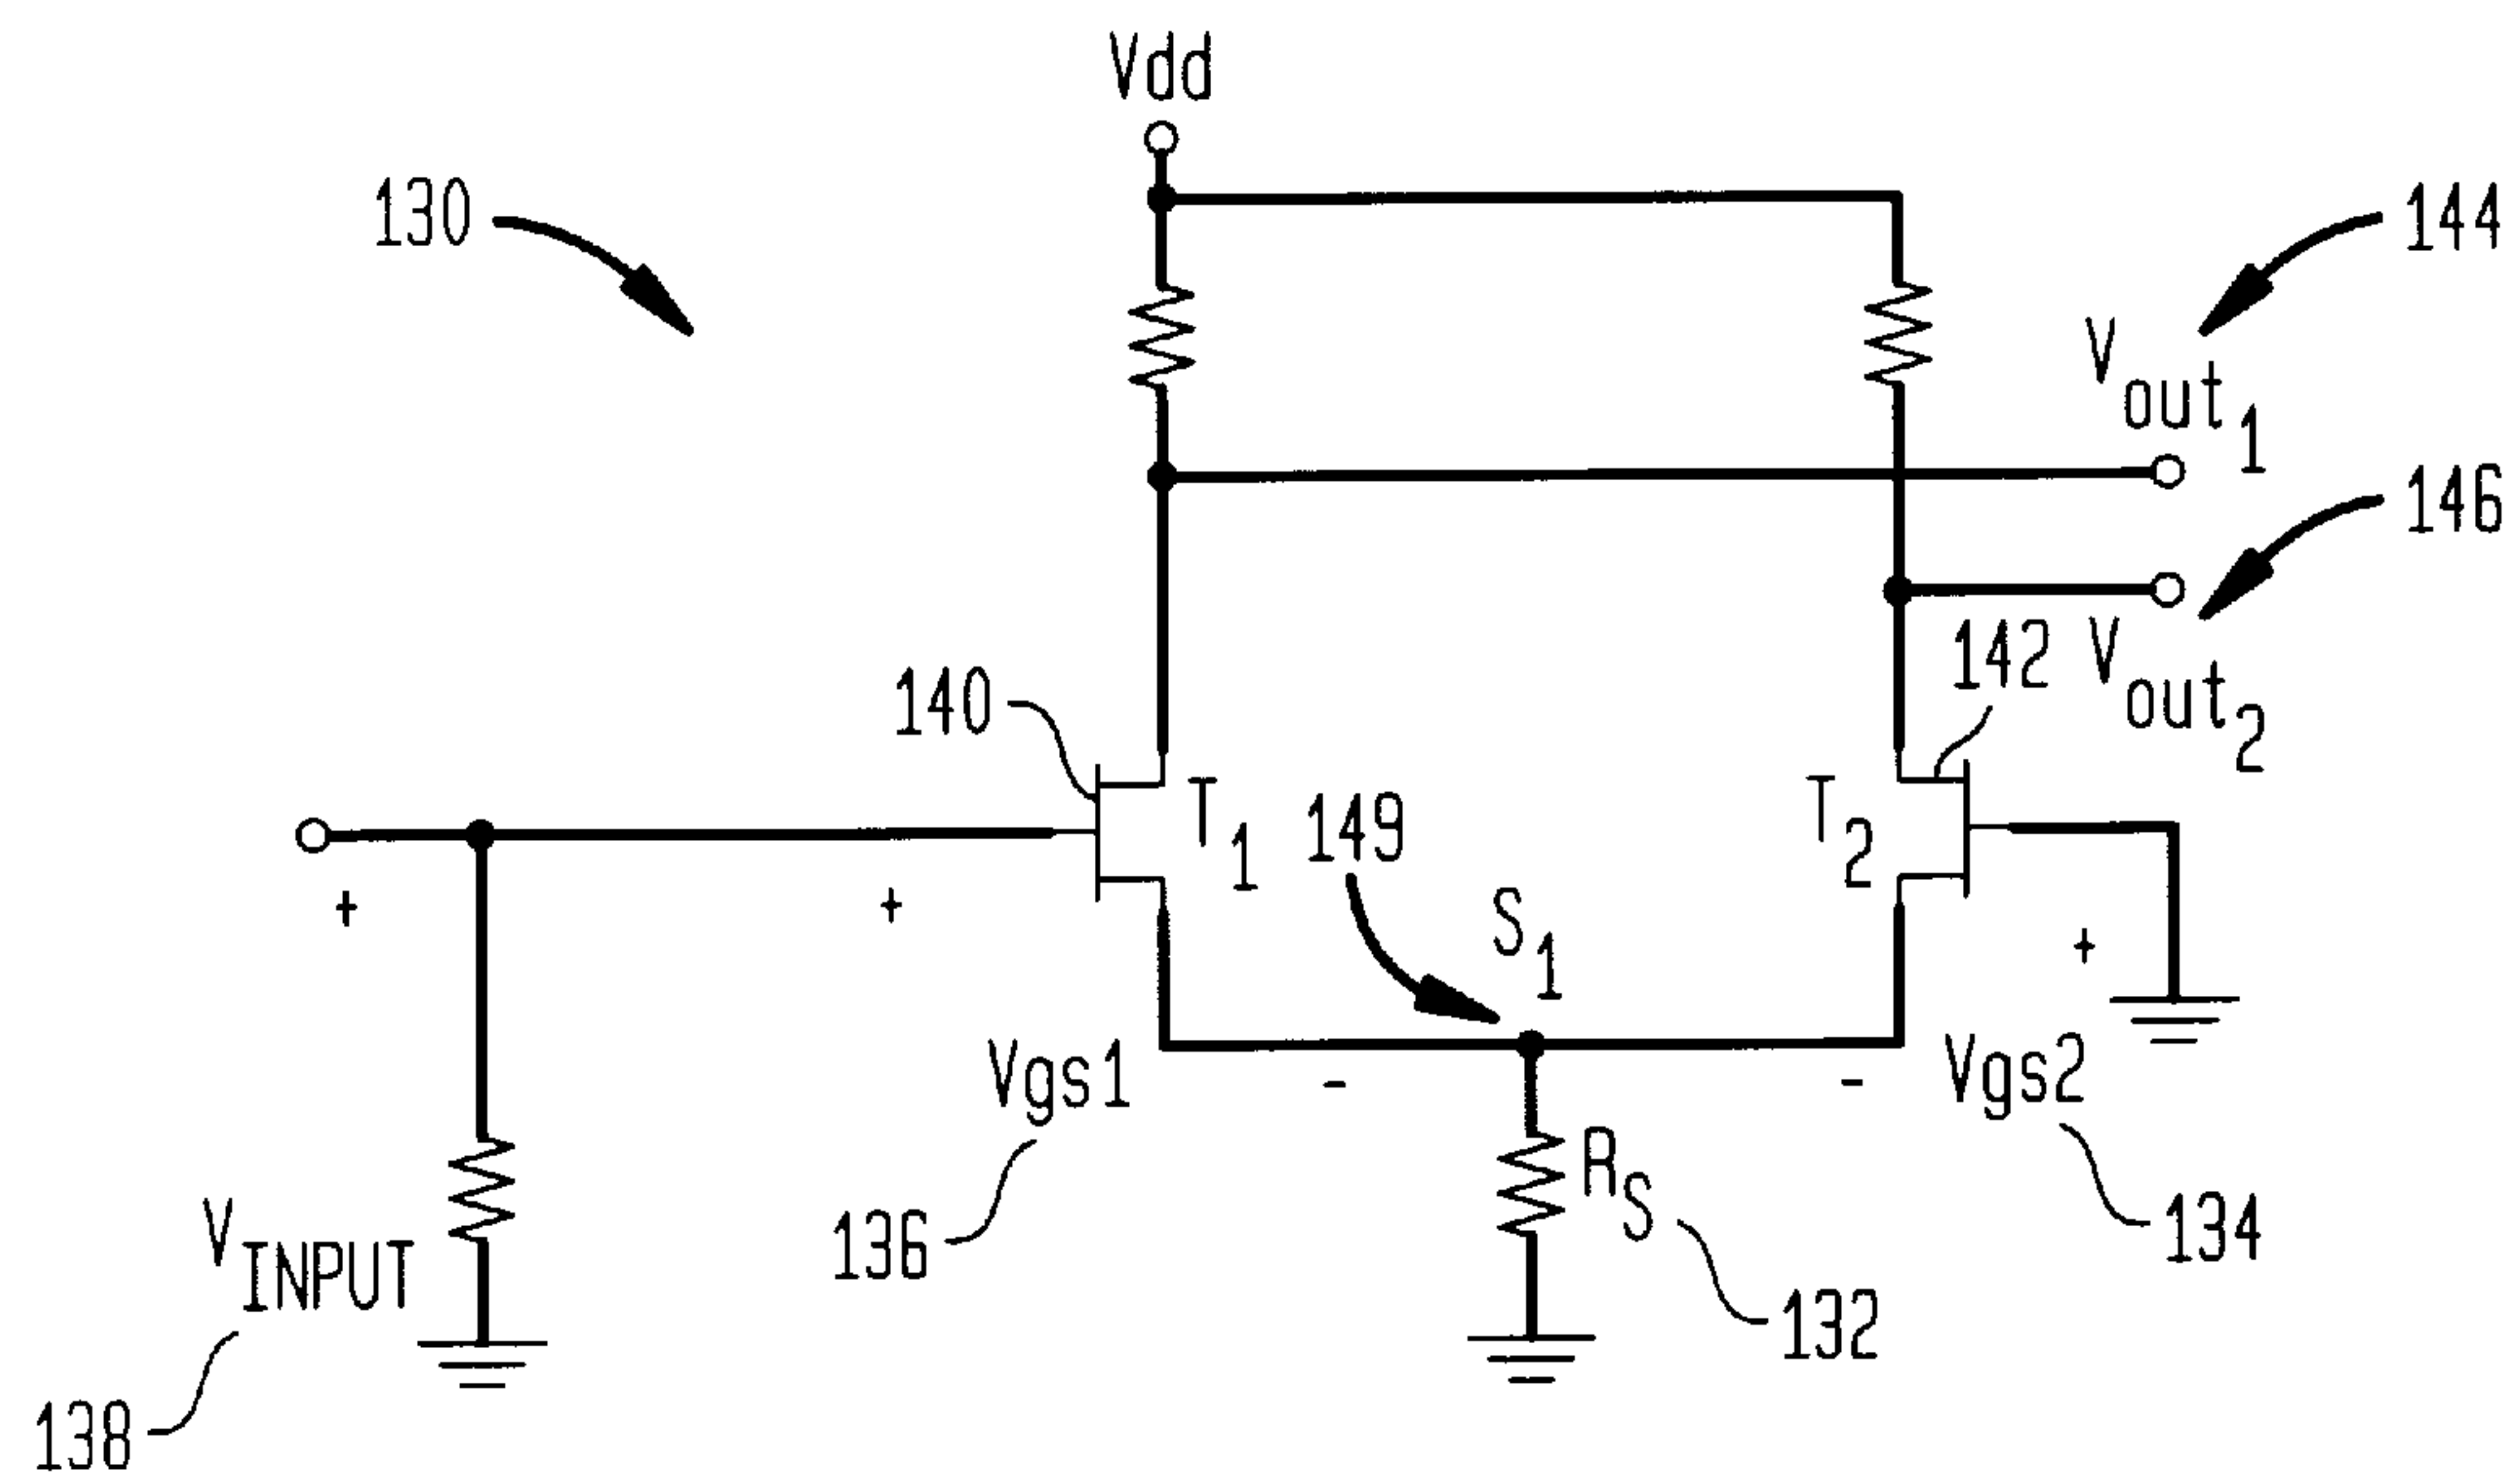 Vdd
130
144
Vout1
146
142
Vout2
140
T1
149
T2
S1
+
+
+
Vgs1
-
-
Vgs2
RS
136
134
VINPUT
132
138